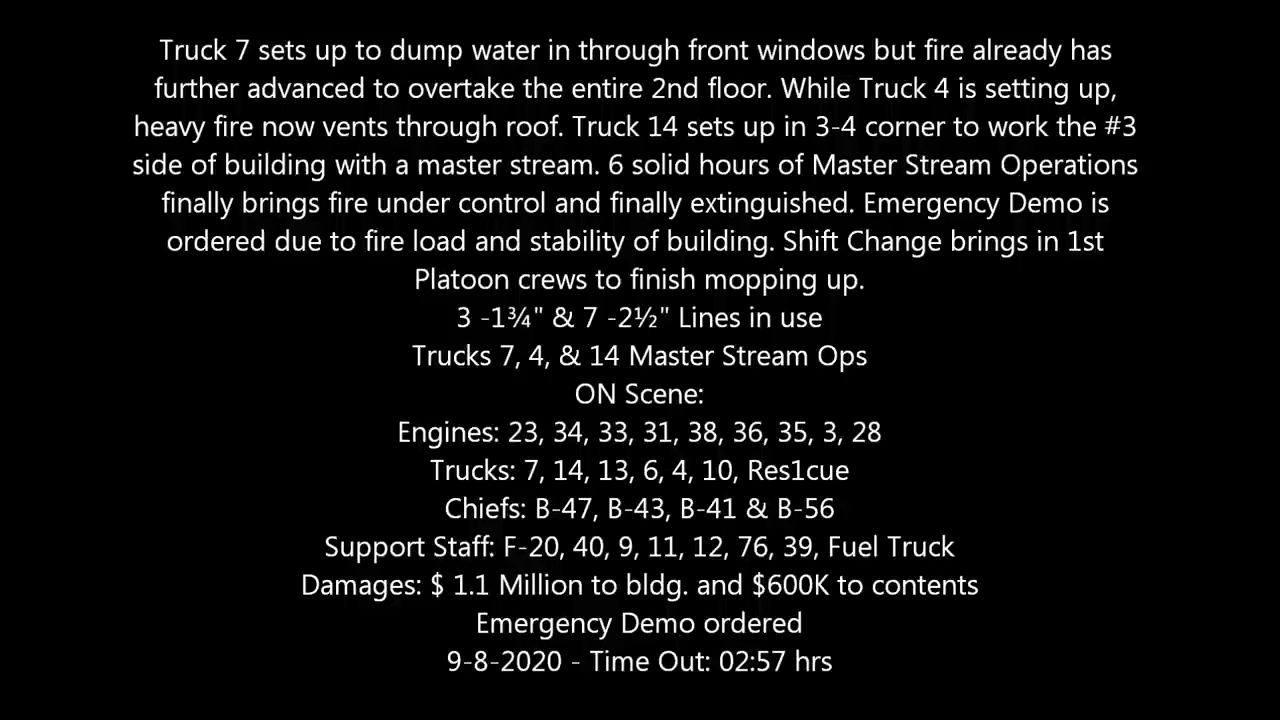 Truck 7 sets up to dump water in through front windows but fire already has
further advanced to overtake the entire 2nd floor. While Truck 4 is setting up,
heavy fire now vents through roof. Truck 14 sets up in 3-4 corner to work the #3
side of building with a master stream. 6 solid hours of Master Stream Operations
finally brings fire under control and finally extinguished. Emergency Demo is
ordered due to fire load and stability of building. Shift Change brings in 1st
Platoon crews to finish mopping up.
3 -1¾" & 7 -2½" Lines in use
Trucks 7, 4, & 14 Master Stream Ops
ON Scene:
Engines: 23, 34, 33, 31, 38, 36, 35, 3, 28
Trucks: 7, 14, 13, 6, 4, 10, Res1cue
Chiefs: B-47, B-43, B-41 & B-56
Support Staff: F-20, 40, 9, 11, 12, 76, 39, Fuel Truck
Damages: $ 1.1 Million to bldg. and $600K to contents
Emergency Demo ordered
9-8-2020 - Time Out: 02:57 hrs